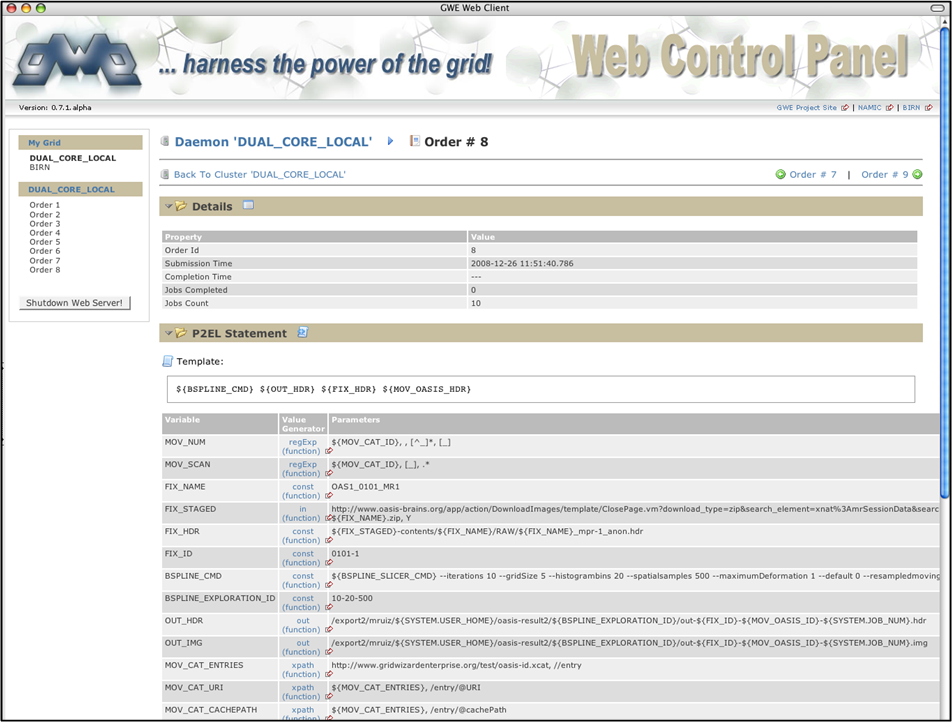 GWE Web Client
gwe ... harness the power of the grid! Web Control Panel
Version: 0.7.1.alpha
GWE Project Site | NAMIC | BIRN
My Grid
DUAL_CORE_LOCAL
BIRN
DUAL_CORE_LOCAL
Order 1
Order 2
Order 3
Order 4
Order 5
Order 6
Order 7
Order 8
Shutdown Web Server!
Daemon 'DUAL_CORE_LOCAL' Order # 8
Back To Cluster 'DUAL_CORE_LOCAL' Order # 7 | Order # 9
Details
Property Value
Order Id 8
Submission Time 2008-12-26 11:51:40.786
Completion Time ---
Jobs Completed 0
Jobs Count 10
P2EL Statement
Template:
${BSPLINE_CMD} ${OUT_HDR} ${FIX_HDR} ${MOV_OASIS_HDR}
Variable Value Generator Parameters
MOV_NUM regExp (function) ${MOV_CAT_ID}, , [^_]*, [_]
MOV_SCAN regExp (function) ${MOV_CAT_ID}, [_], .*
FIX_NAME const (function) OAS1_0101_MR1
FIX_STAGED in (function) http://www.oasis-brains.org/app/action/DownloadImages/template/ClosePage.vm?download_type=zip&search_element=xnat%3AmrSessionData&searc
${FIX_NAME}.zip, Y
FIX_HDR const (function) ${FIX_STAGED}-contents/${FIX_NAME}/RAW/${FIX_NAME}_mpr-1_anon.hdr
FIX_ID const (function) 0101-1
BSPLINE_CMD const (function) ${BSPLINE_SLICER_CMD} --iterations 10 --gridSize 5 --histogrambins 20 --spatialsamples 500 --maximumDeformation 1 --default 0 --resampledmoving
BSPLINE_EXPLORATION_ID const (function) 10-20-500
OUT_HDR out (function) /export2/mruiz/${SYSTEM.USER_HOME}/oasis-result2/${BSPLINE_EXPLORATION_ID}/out-${FIX_ID}-${MOV_OASIS_ID}-${SYSTEM.JOB_NUM}.hdr
OUT_IMG out (function) /export2/mruiz/${SYSTEM.USER_HOME}/oasis-result2/${BSPLINE_EXPLORATION_ID}/out-${FIX_ID}-${MOV_OASIS_ID}-${SYSTEM.JOB_NUM}.img
MOV_CAT_ENTRIES xpath (function) http://www.gridwizardenterprise.org/test/oasis-id.xcat, //entry
MOV_CAT_URI xpath (function) ${MOV_CAT_ENTRIES}, /entry/@URI
MOV_CAT_CACHEPATH xpath (function) ${MOV_CAT_ENTRIES}, /entry/@cachePath